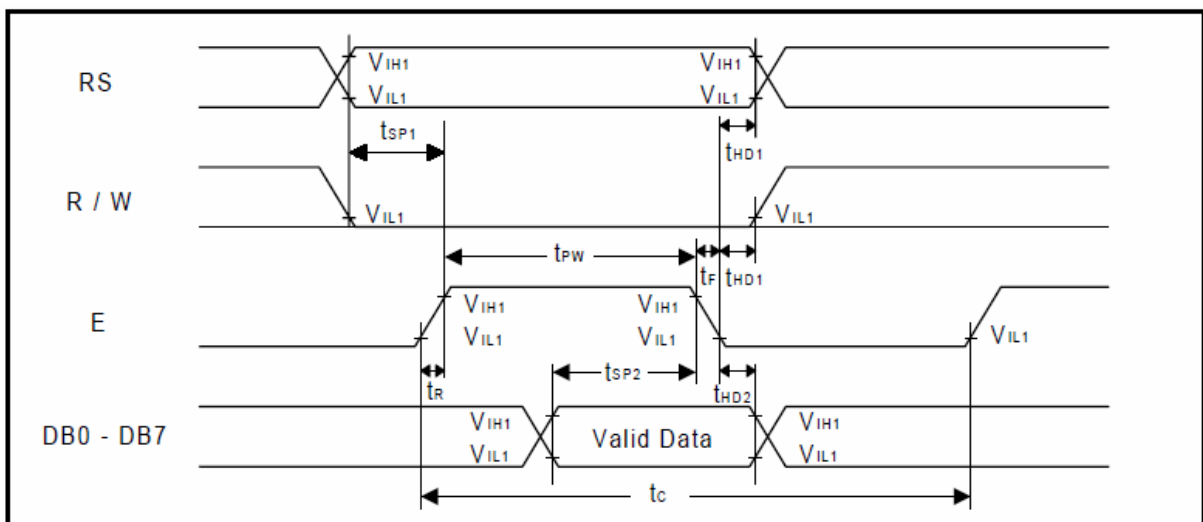 RS
VIH1 VIH1
VIL1 VIL1
tSP1
tHD1
R / W
VIL1 VIL1
tPW
tF tHD1
E
VIH1 VIH1
VIL1 VIL1 VIL1
tR
tSP2
tHD2
DB0 - DB7
VIH1 VIH1
Valid Data
VIL1 VIL1
tC